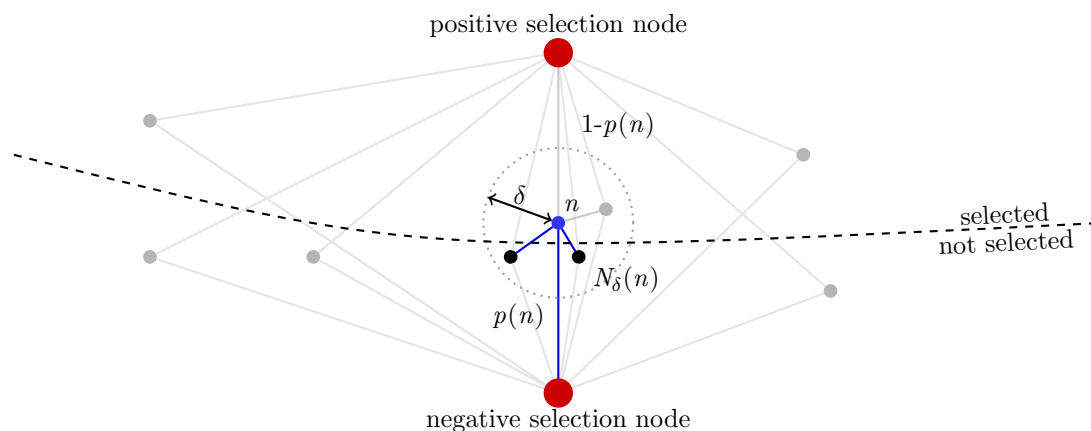 positive selection node
1-p(n)
δ
n
selected
not selected
N_δ(n)
p(n)
negative selection node